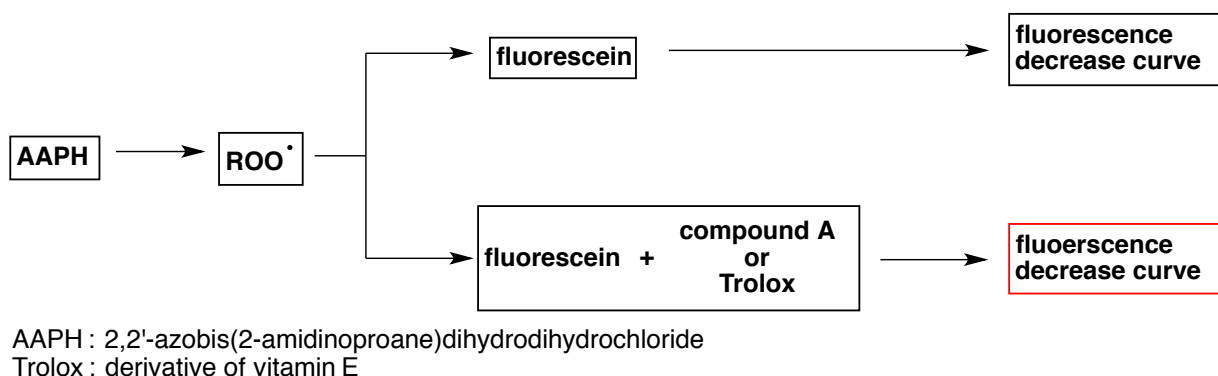 fluorescein
fluorescence
decrease curve
AAPH
ROO•
fluorescein + compound A
or
Trolox
fluoerscence
decrease curve
AAPH : 2,2'-azobis(2-amidinoproane)dihydrodihydrochloride
Trolox : derivative of vitamin E